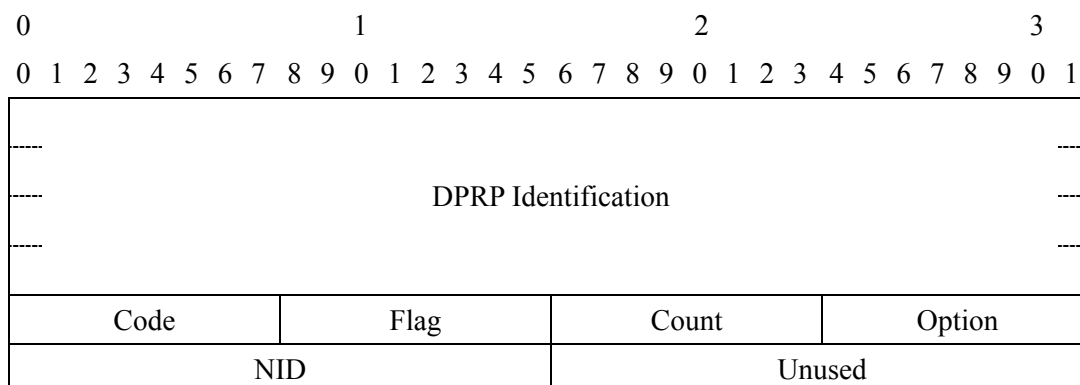 0 1 2 3
0 1 2 3 4 5 6 7 8 9 0 1 2 3 4 5 6 7 8 9 0 1 2 3 4 5 6 7 8 9 0 1
DPRP Identification
Code Flag Count Option
NID Unused